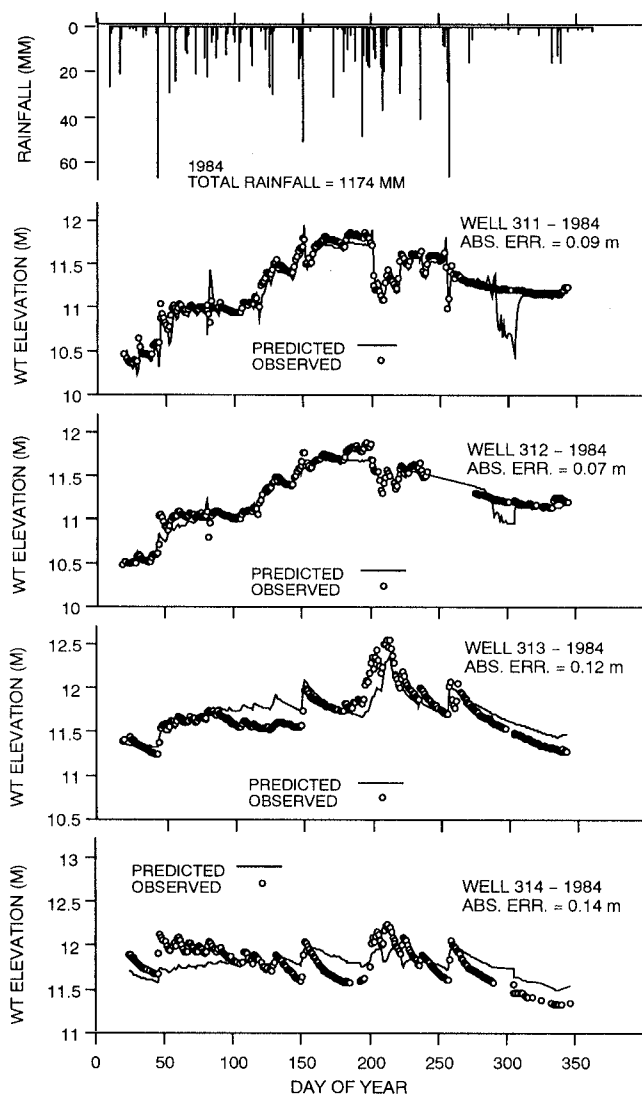 0
20
40
60
RAINFALL (MM)
1984
TOTAL RAINFALL = 1174 MM
12
11.5
11
10.5
10
WT ELEVATION (M)
WELL 311 - 1984
ABS. ERR. = 0.09 m
PREDICTED
OBSERVED
12
11.5
11
10.5
10
WT ELEVATION (M)
WELL 312 - 1984
ABS. ERR. = 0.07 m
PREDICTED
OBSERVED
12.5
12
11.5
11
10.5
WT ELEVATION (M)
WELL 313 - 1984
ABS. ERR. = 0.12 m
PREDICTED
OBSERVED
13
12.5
12
11.5
11
WT ELEVATION (M)
PREDICTED
OBSERVED
WELL 314 - 1984
ABS. ERR. = 0.14 m
0 50 100 150 200 250 300 350
DAY OF YEAR